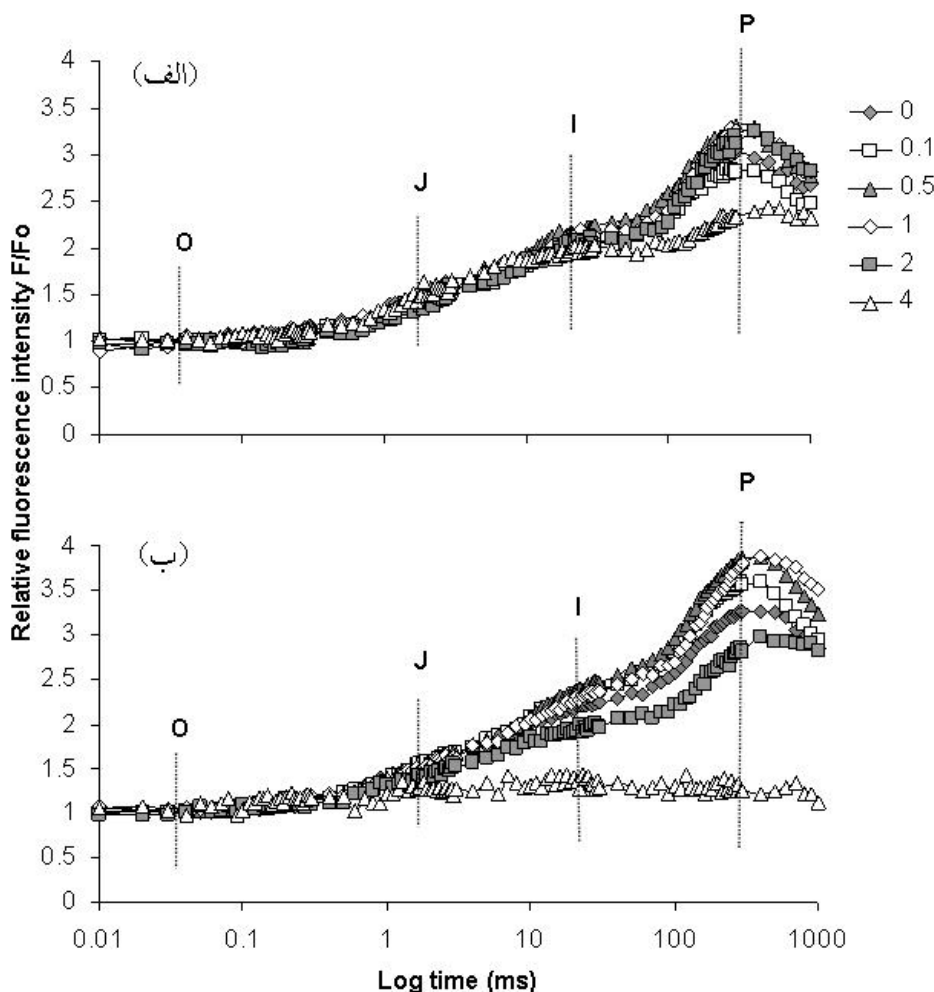 P
(الف)
I
J
O
4
3.5
3
2.5
2
1.5
1
0.5
0
0
0.1
0.5
1
2
4
Relative fluorescence intensity F/Fo
P
(ب)
I
J
O
4
3.5
3
2.5
2
1.5
1
0.5
0
0.01 0.1 1 10 100 1000
Log time (ms)